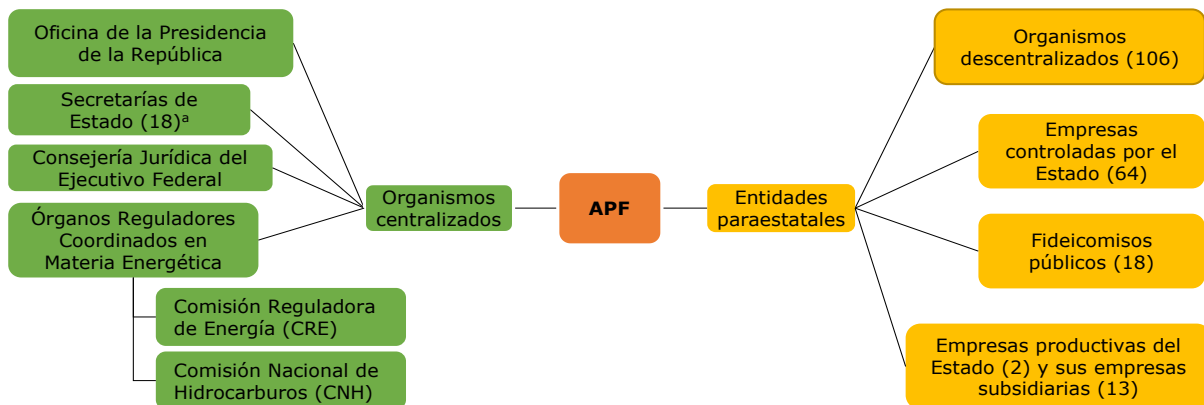 Oficina de la Presidencia
de la República
Secretarías de
Estado (18)ª
Consejería Jurídica del
Ejecutivo Federal
Órganos Reguladores
Coordinados en
Materia Energética
Comisión Reguladora
de Energía (CRE)
Comisión Nacional de
Hidrocarburos (CNH)
Organismos
centralizados
APF
Entidades
paraestatales
Organismos
descentralizados (106)
Empresas
controladas por el
Estado (64)
Fideicomisos
públicos (18)
Empresas productivas del
Estado (2) y sus empresas
subsidiarias (13)